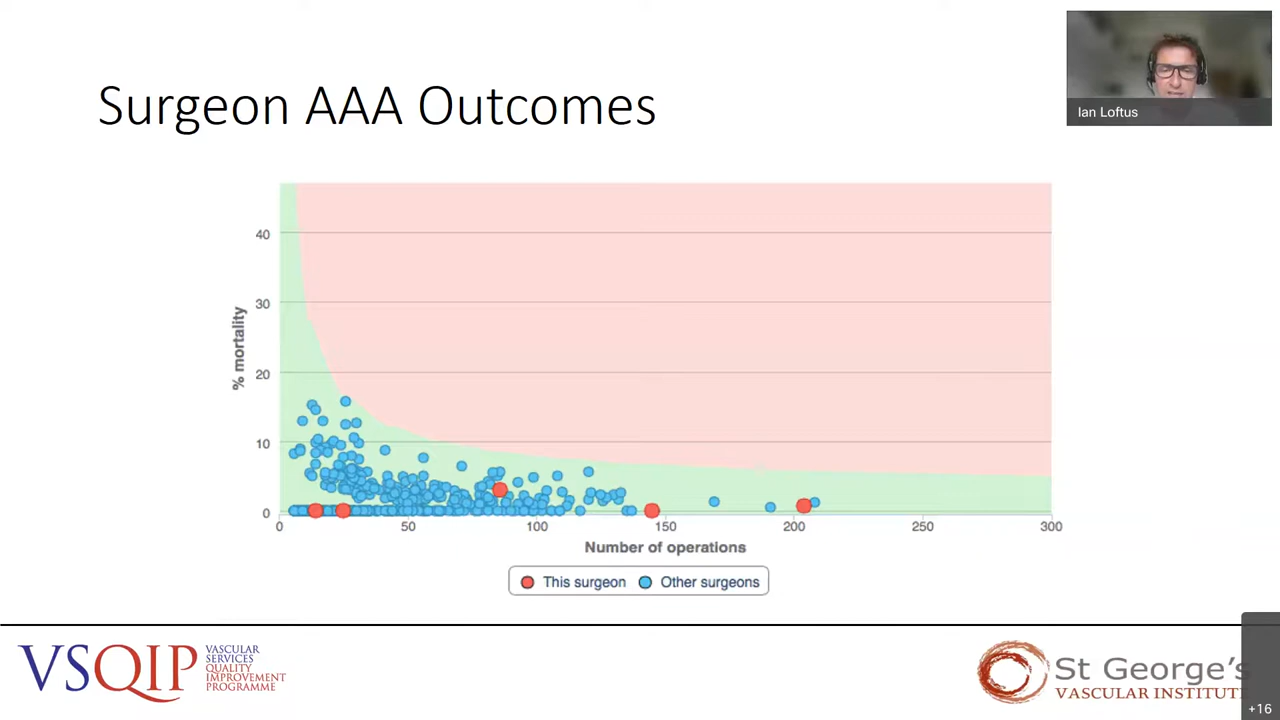 Surgeon AAA Outcomes
Ian Loftus
% mortality
40
30
20
10
0
0 50 100 150 200 250 300
Number of operations
This surgeon Other surgeons
VSQIP
VASCULAR
SERVICES
QUALITY
IMPROVEMENT
PROGRAMME
St George's
VASCULAR INSTITUT
+16